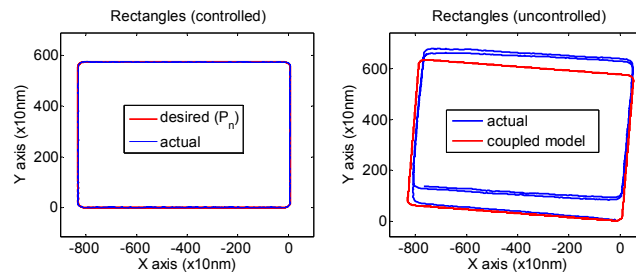 Rectangles (controlled)
Y axis (x10nm)
600
400
200
0
desired (P_n)
actual
-800
-600
-400
-200
0
X axis (x10nm)
Rectangles (uncontrolled)
Y axis (x10nm)
600
400
200
0
actual
coupled model
-800
-600
-400
-200
0
X axis (x10nm)